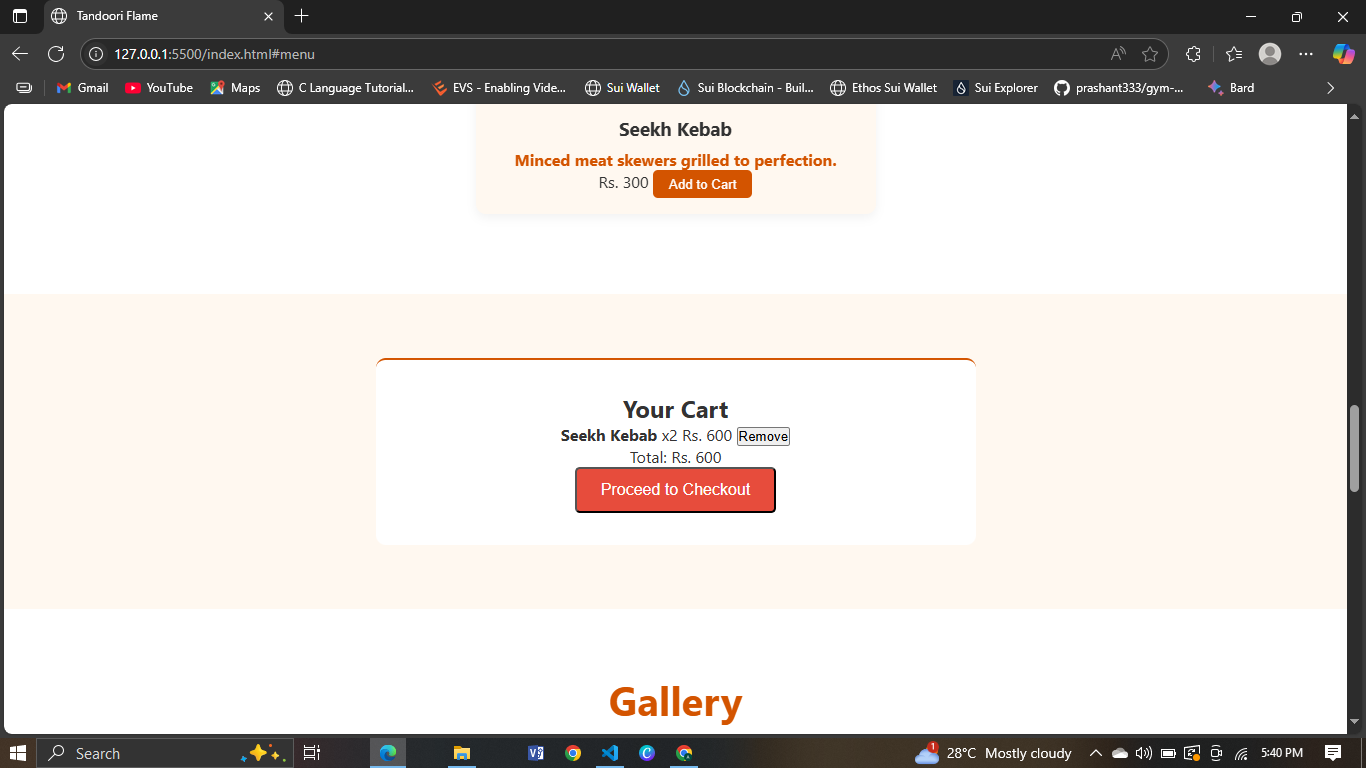 Tandoori Flame
127.0.0.1:5500/index.html#menu
Gmail YouTube Maps C Language Tutorial... EVS - Enabling Vide... Sui Wallet Sui Blockchain - Buil... Ethos Sui Wallet Sui Explorer prashant333/gym-... Bard
Seekh Kebab
Minced meat skewers grilled to perfection.
Rs. 300 Add to Cart
Your Cart
Seekh Kebab x2 Rs. 600 Remove
Total: Rs. 600
Proceed to Checkout
Gallery
Search 1 28°C Mostly cloudy 5:40 PM